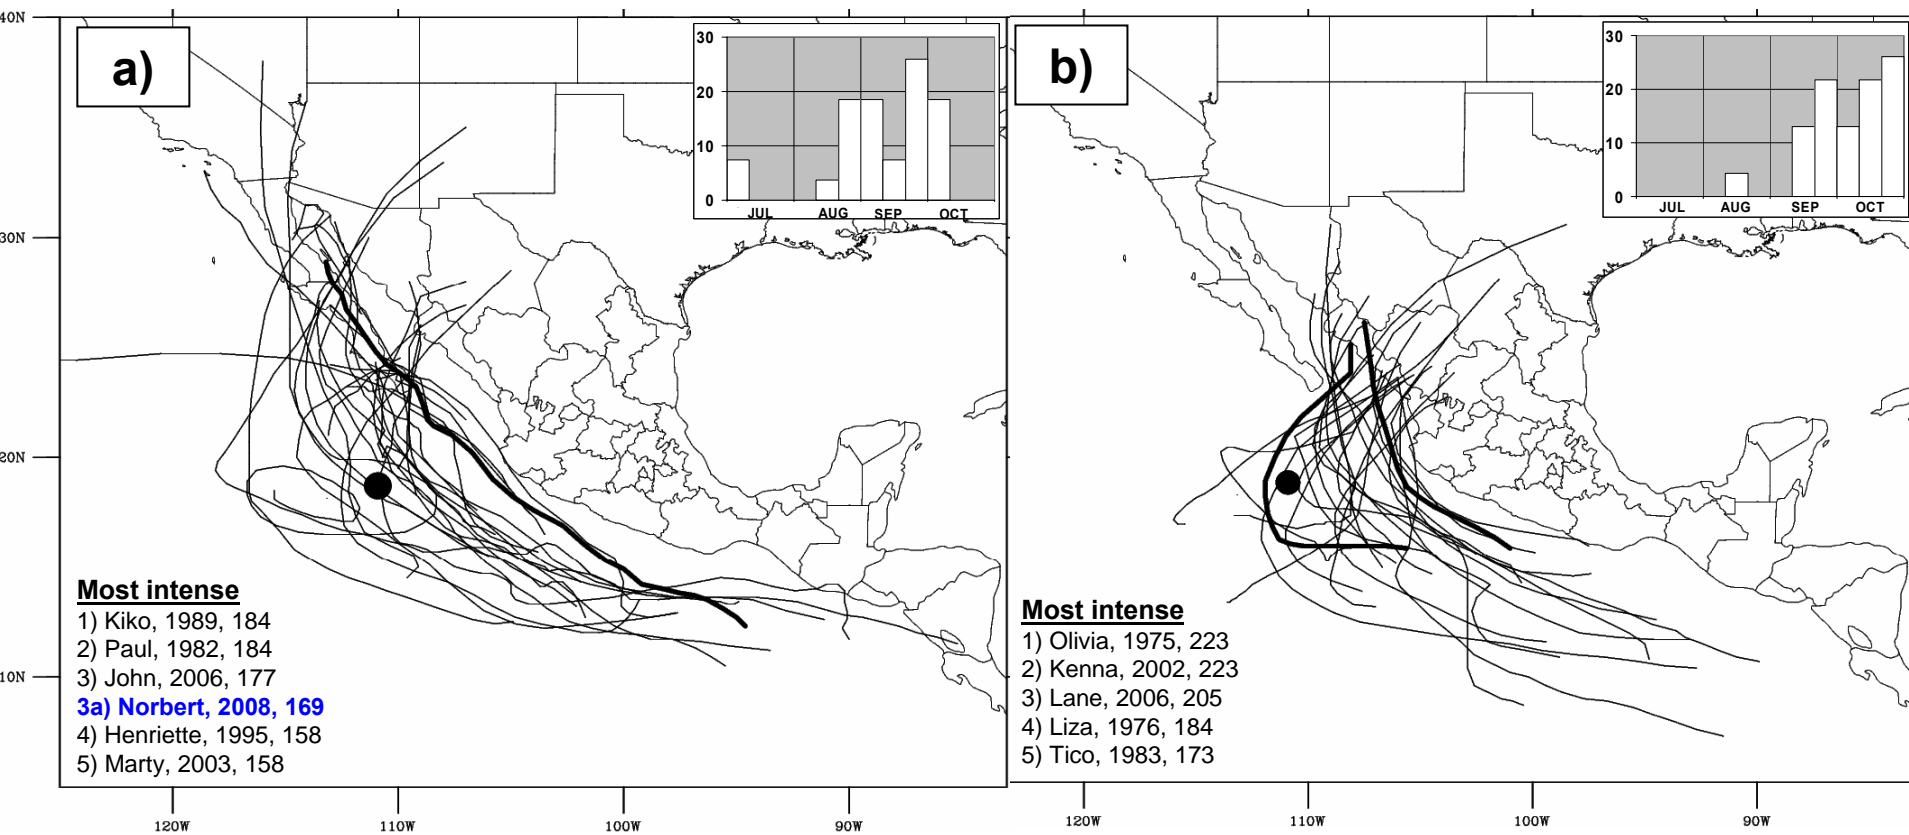 a)
40N
30N
20N
10N
30
20
10
0
JUL AUG SEP OCT
Most intense
1) Kiko, 1989, 184
2) Paul, 1982, 184
3) John, 2006, 177
3a) Norbert, 2008, 169
4) Henriette, 1995, 158
5) Marty, 2003, 158
120W 110W 100W 90W
b)
30
20
10
0
JUL AUG SEP OCT
Most intense
1) Olivia, 1975, 223
2) Kenna, 2002, 223
3) Lane, 2006, 205
4) Liza, 1976, 184
5) Tico, 1983, 173
120W 110W 100W 90W